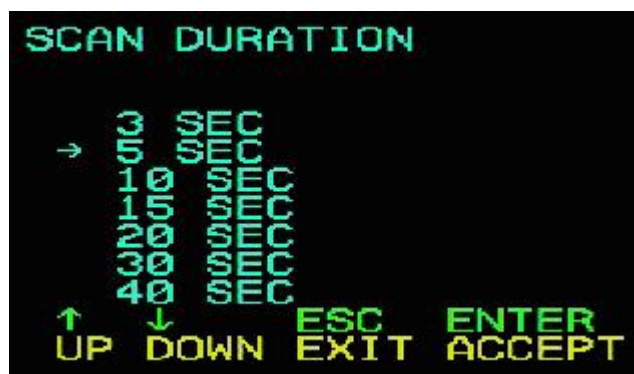 SCAN DURATION
3 SEC
→ 5 SEC
10 SEC
15 SEC
20 SEC
30 SEC
40 SEC
↑ ↓ ESC ENTER
UP DOWN EXIT ACCEPT